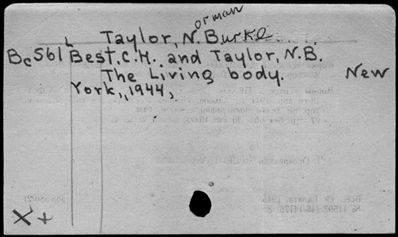 orman
L Taylor, N. Burke
Bc561 Best. C.H. and Taylor, N.B.
The Living body. New
York, 1944,
X+